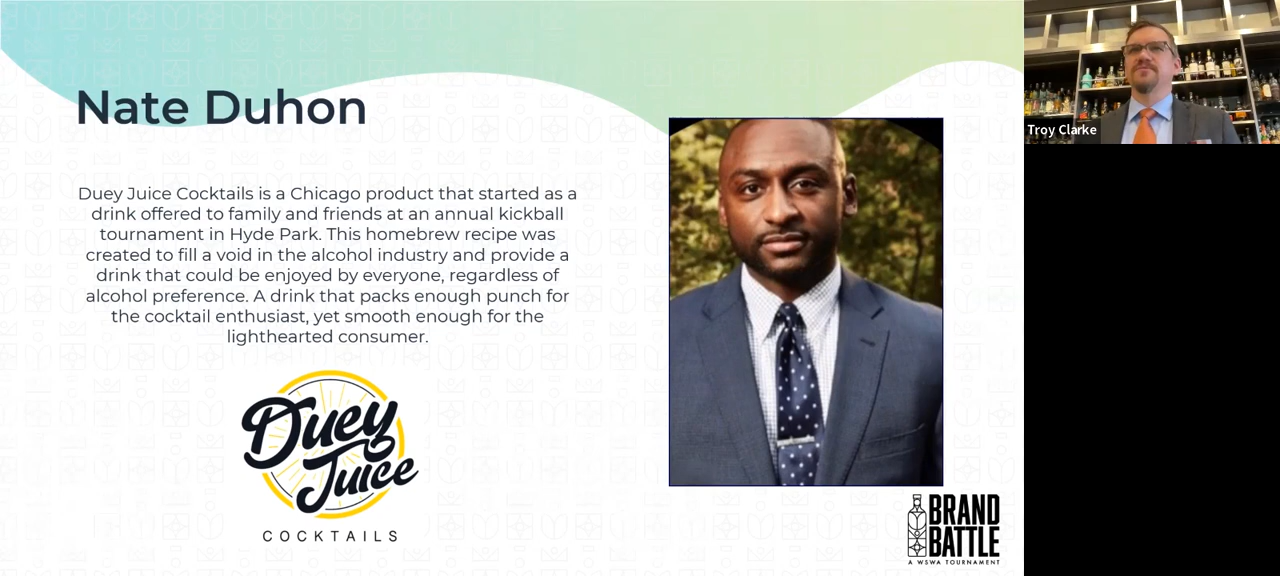 Nate Duhon
Duey Juice Cocktails is a Chicago product that started as a
drink offered to family and friends at an annual kickball
tournament in Hyde Park. This homebrew recipe was
created to fill a void in the alcohol industry and provide a
drink that could be enjoyed by everyone, regardless of
alcohol preference. A drink that packs enough punch for
the cocktail enthusiast, yet smooth enough for the
lighthearted consumer.
Duey
Juice
COCKTAILS
BRAND
BATTLE
A WSWA TOURNAMENT
Troy Clarke